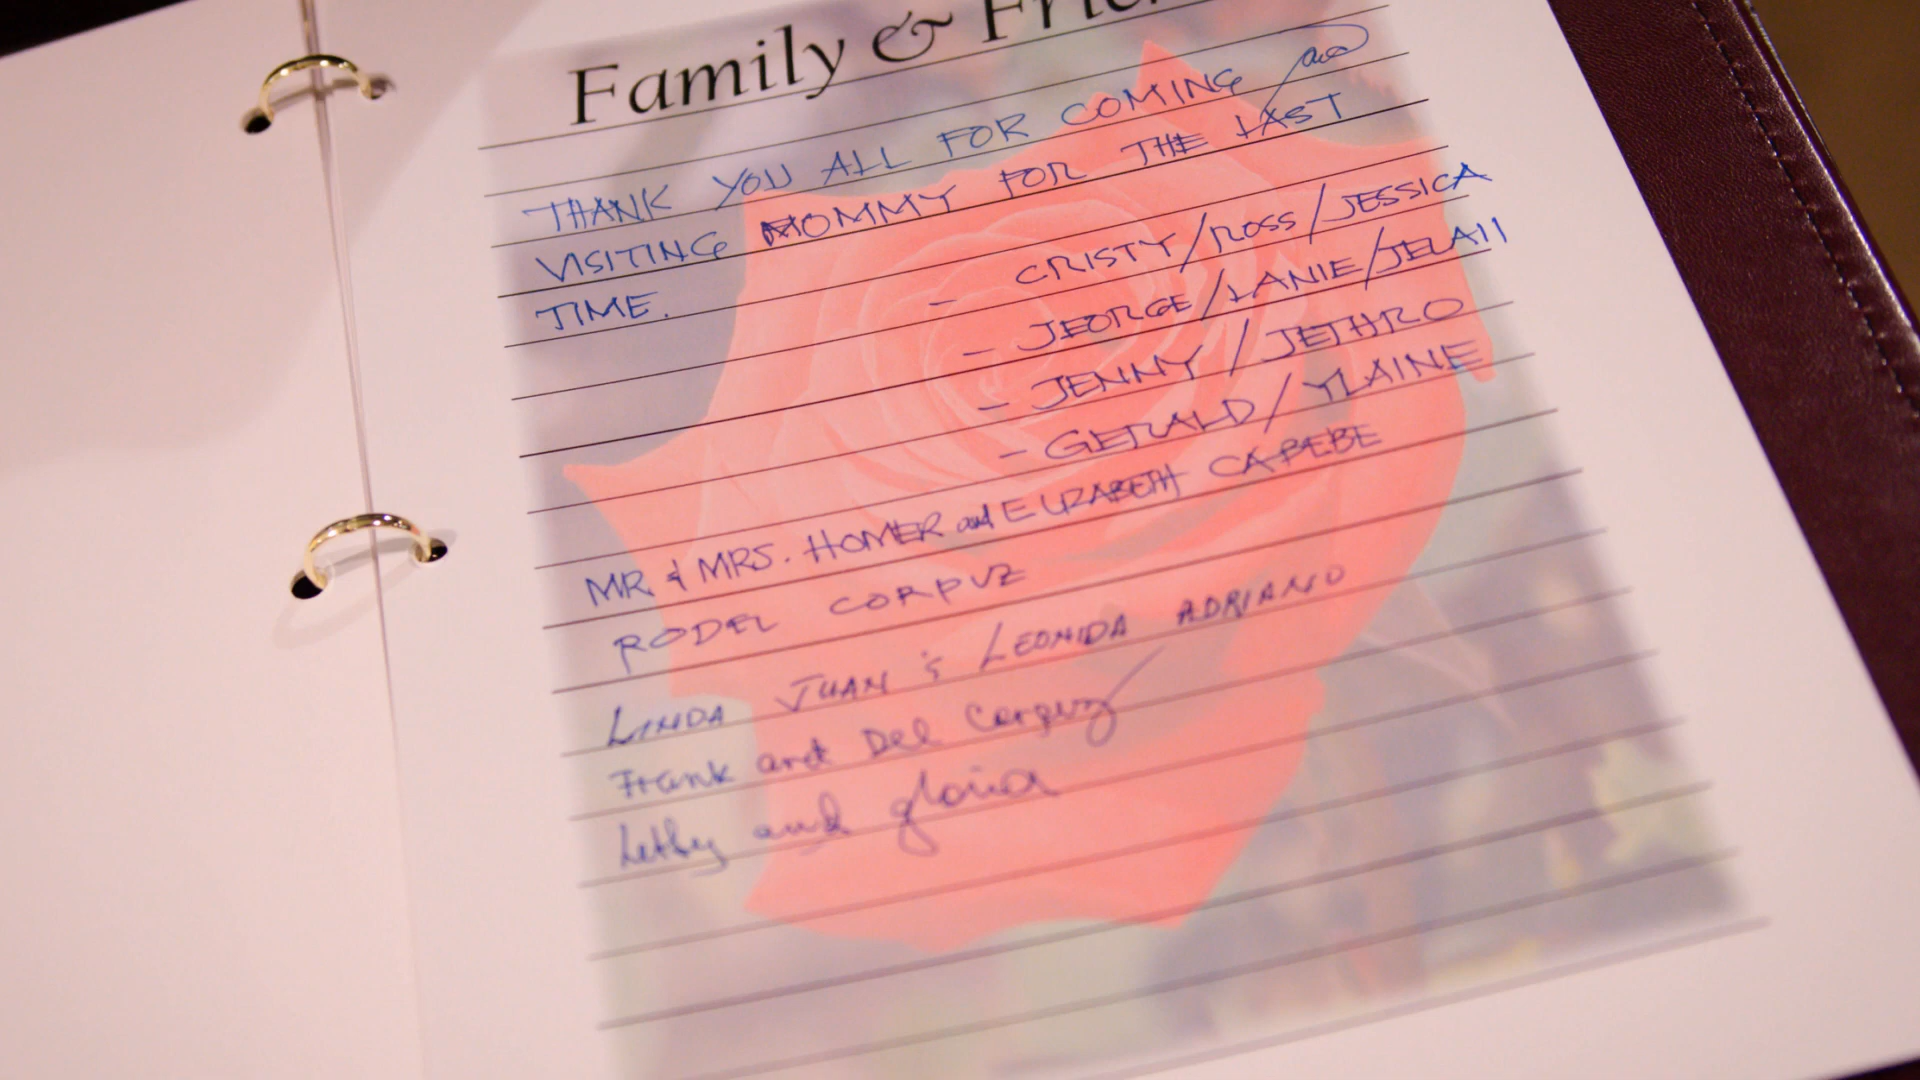 Family & Frie
THANK YOU ALL FOR COMING and
VISITING MOMMY FOR THE LAST
TIME.
- CRISTY/ROSS/JESSICA
- JEORGE/LANIE/JELAII
- JENNY/JETHRO
- GERALD/YLAINE
MR. & MRS. HOMER and ELIZABETH CABEBE
RODEL CORPUZ
LINDA JUAN & LEONIDA ADRIANO
Frank and Del Corpuz
Letty and gloria